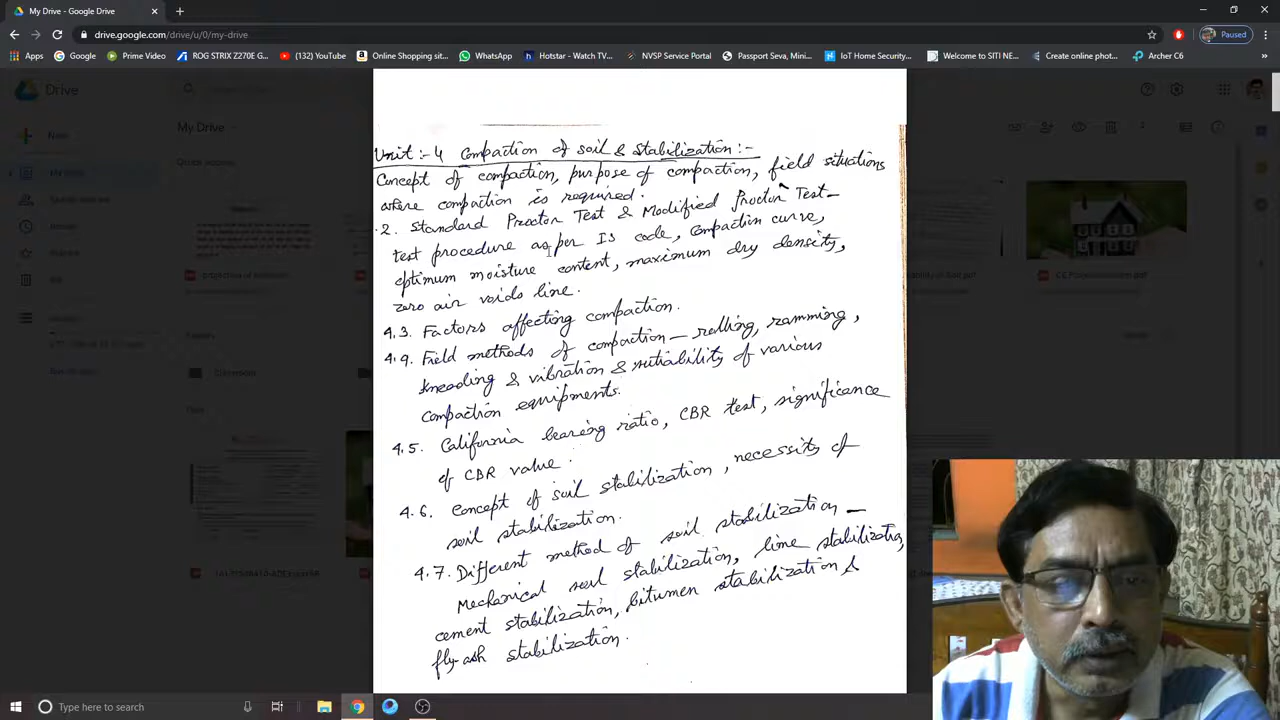 My Drive - Google Drive
drive.google.com/drive/u/0/my-drive
Paused
Apps
Google
Prime Video
ROG STRIX Z270E G...
(132) YouTube
Online Shopping sit...
WhatsApp
Hotstar - Watch TV...
NVSP Service Portal
Passport Seva, Mini...
IoT Home Security...
Welcome to SITI NE...
Create online phot...
Archer C6
Drive
My Drive
New
Unit :- 4 Compaction of soil & stabilization :-
Concept of compaction, purpose of compaction, field situations
where compaction is required.
.2. Standard Proctor Test & Modified Proctor Test-
test procedure as per IS code, Compaction curve,
optimum moisture content, maximum dry density,
zero air voids line.
4.3. Factors affecting compaction.
4.4. Field methods of compaction - rolling, ramming,
kneading & vibration & suitability of various
compaction equipments.
4.5. California bearing ratio, CBR test, significance
of CBR value.
4.6. Concept of soil stabilization, necessity of
soil stabilization.
4.7. Different method of soil stabilization -
Mechanical soil stabilization, lime stabilization,
cement stabilization, bitumen stabilization &
fly-ash stabilization.
Type here to search